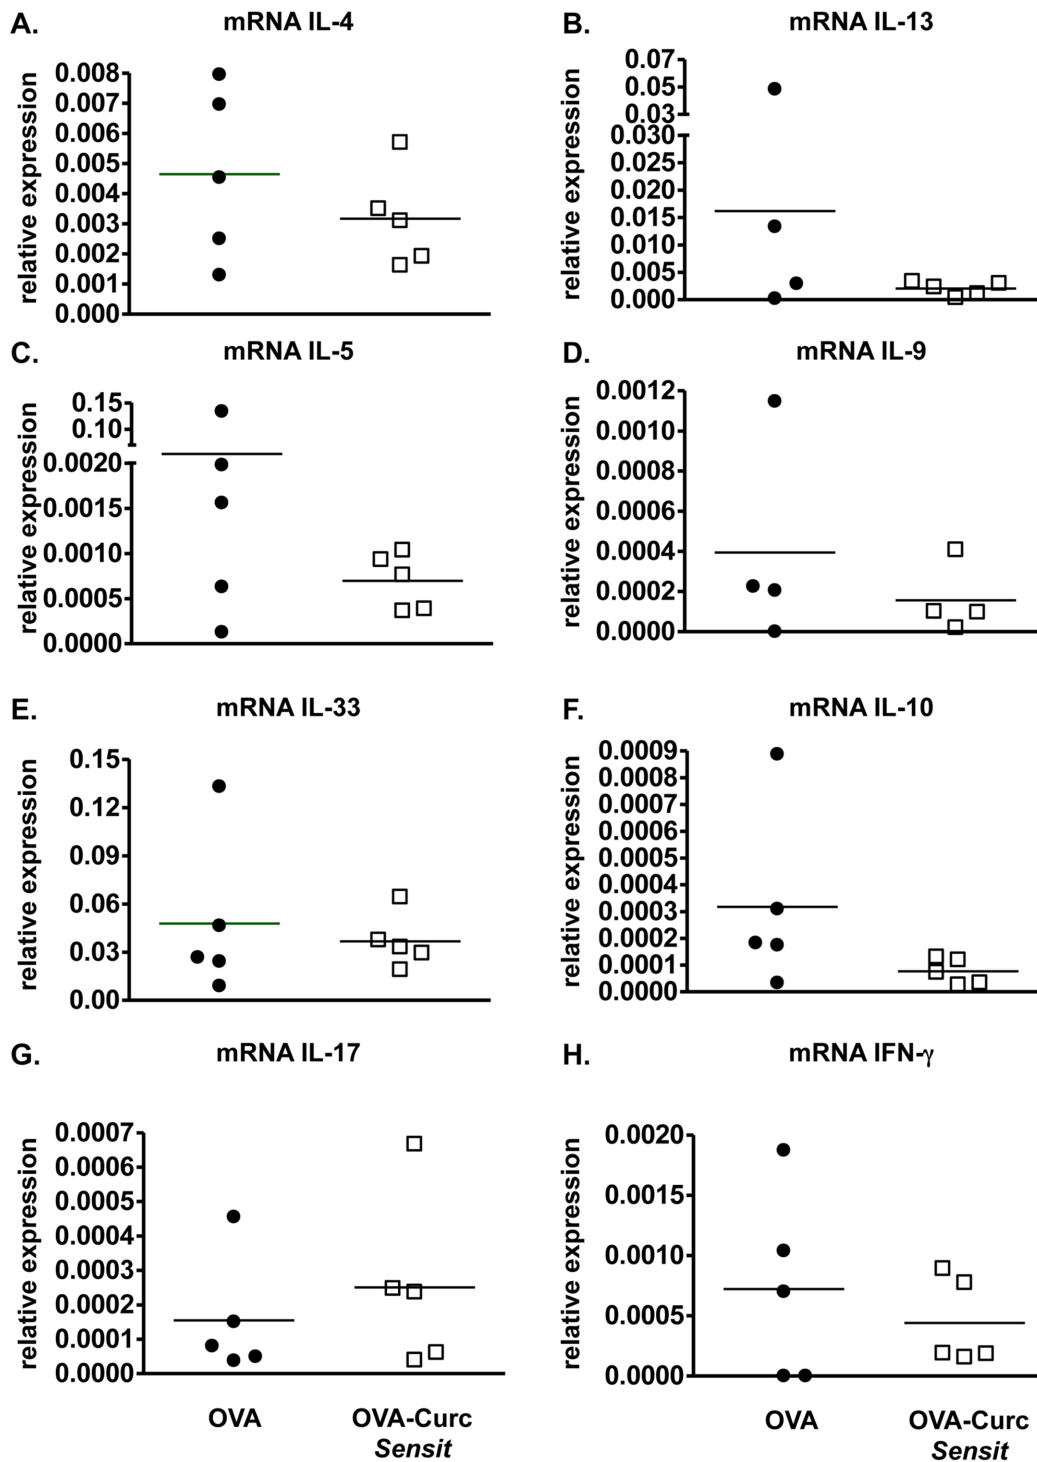 A.
mRNA IL-4
relative expression
0.008
0.007
0.006
0.005
0.004
0.003
0.002
0.001
0.000
B.
mRNA IL-13
relative expression
0.07
0.05
0.03
0.030
0.025
0.020
0.015
0.010
0.005
0.000
C.
mRNA IL-5
relative expression
0.15
0.10
0.0020
0.0015
0.0010
0.0005
0.0000
D.
mRNA IL-9
relative expression
0.0012
0.0010
0.0008
0.0006
0.0004
0.0002
0.0000
E.
mRNA IL-33
relative expression
0.15
0.12
0.09
0.06
0.03
0.00
F.
mRNA IL-10
relative expression
0.0009
0.0008
0.0007
0.0006
0.0005
0.0004
0.0003
0.0002
0.0001
0.0000
G.
mRNA IL-17
relative expression
0.0007
0.0006
0.0005
0.0004
0.0003
0.0002
0.0001
0.0000
OVA
OVA-Curc
Sensit
H.
mRNA IFN-γ
relative expression
0.0020
0.0015
0.0010
0.0005
0.0000
OVA
OVA-Curc
Sensit